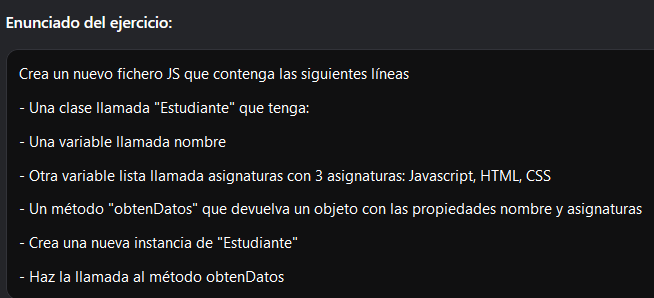 Enunciado del ejercicio:
Crea un nuevo fichero JS que contenga las siguientes líneas
- Una clase llamada "Estudiante" que tenga:
- Una variable llamada nombre
- Otra variable lista llamada asignaturas con 3 asignaturas: Javascript, HTML, CSS
- Un método "obtenDatos" que devuelva un objeto con las propiedades nombre y asignaturas
- Crea una nueva instancia de "Estudiante"
- Haz la llamada al método obtenDatos